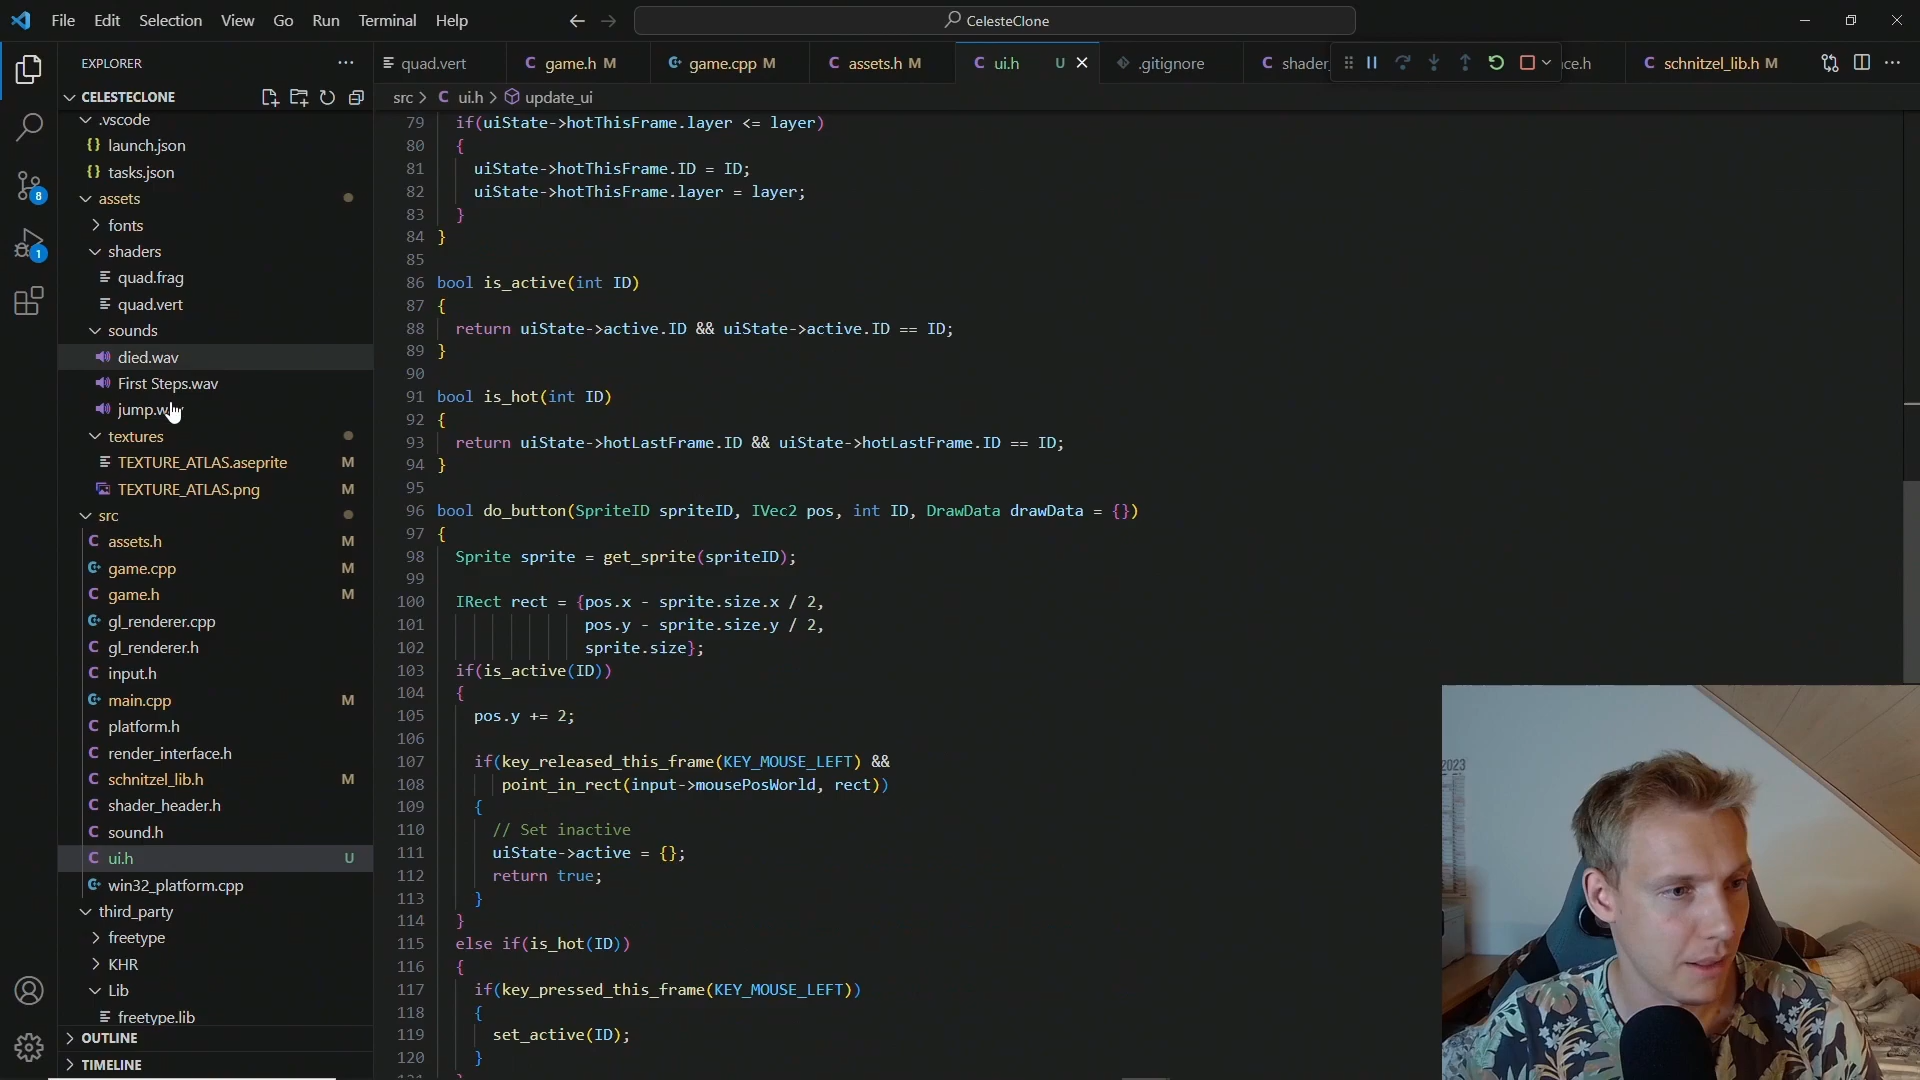 File Edit Selection View Go Run Terminal Help
CelesteClone
EXPLORER
quad.vert
game.h M
game.cpp M
assets.h M
ui.h U
.gitignore
shader
ce.h
schnitzel_lib.h M
CELESTECLONE
src > ui.h > update_ui
.vscode
launch.json
tasks.json
assets
fonts
shaders
quad.frag
quad.vert
sounds
died.wav
First Steps.wav
textures
TEXTURE_ATLAS.aseprite M
TEXTURE_ATLAS.png M
src
assets.h M
game.cpp M
game.h M
gl_renderer.cpp
gl_renderer.h
input.h
main.cpp M
platform.h
render_interface.h
schnitzel_lib.h M
shader_header.h
sound.h
ui.h U
win32_platform.cpp
third_party
freetype
KHR
Lib
freetype.lib
OUTLINE
TIMELINE
8
1
79 if(uiState->hotThisFrame.layer <= layer)
80 {
81 uiState->hotThisFrame.ID = ID;
82 uiState->hotThisFrame.layer = layer;
83 }
84 }
85
86 bool is_active(int ID)
87 {
88 return uiState->active.ID && uiState->active.ID == ID;
89 }
90
91 bool is_hot(int ID)
92 {
93 return uiState->hotLastFrame.ID && uiState->hotLastFrame.ID == ID;
94 }
95
96 bool do_button(SpriteID spriteID, IVec2 pos, int ID, DrawData drawData = {})
97 {
98 Sprite sprite = get_sprite(spriteID);
99
100 IRect rect = {pos.x - sprite.size.x / 2,
101 pos.y - sprite.size.y / 2,
102 sprite.size};
103 if(is_active(ID))
104 {
105 pos.y += 2;
106
107 if(key_released_this_frame(KEY_MOUSE_LEFT) &&
108 point_in_rect(input->mousePosWorld, rect))
109 {
110 // Set inactive
111 uiState->active = {};
112 return true;
113 }
114 }
115 else if(is_hot(ID))
116 {
117 if(key_pressed_this_frame(KEY_MOUSE_LEFT))
118 {
119 set_active(ID);
120 }
2023